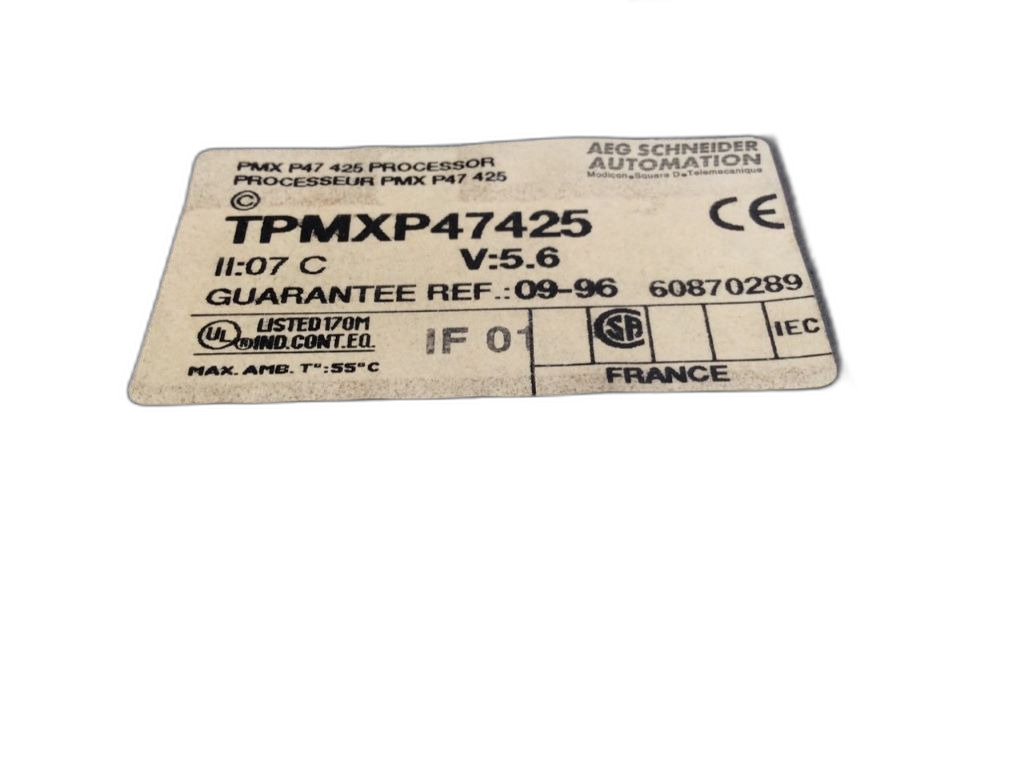 PMX P47 425 PROCESSOR
PROCESSEUR PMX P47 425
AEG SCHNEIDER
AUTOMATION
Modicon.Square D.Telemecanique
©
TPMXP47425
CE
II:07 C V:5.6
GUARANTEE REF.:09-96 60870289
UL ® LISTED 170M
IND.CONT.EQ.
IF 01
SA
IEC
MAX. AMB. T°:55°C
FRANCE